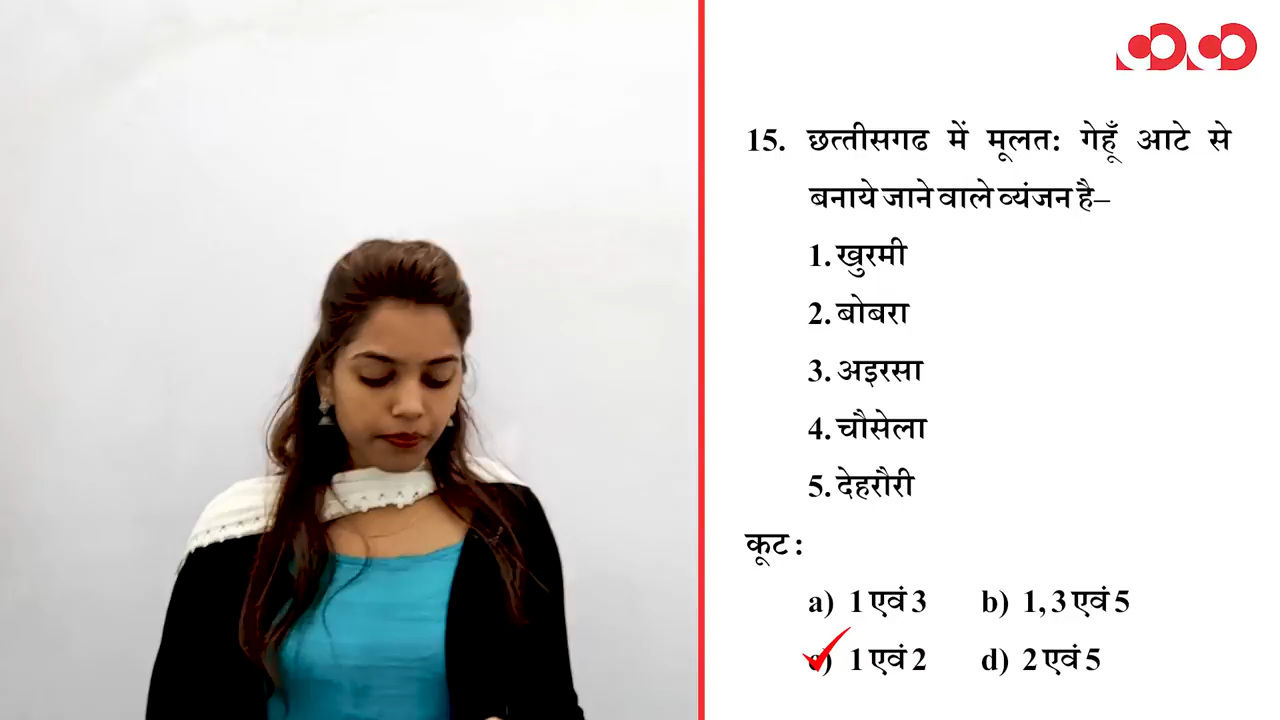 15. छत्तीसगढ में मूलत: गेहूँ आटे से
बनाये जाने वाले व्यंजन है–
1. खुरमी
2. बोबरा
3. अइरसा
4. चौसेला
5. देहरौरी
कूट :
a) 1 एवं 3 b) 1, 3 एवं 5
c) 1 एवं 2 d) 2 एवं 5